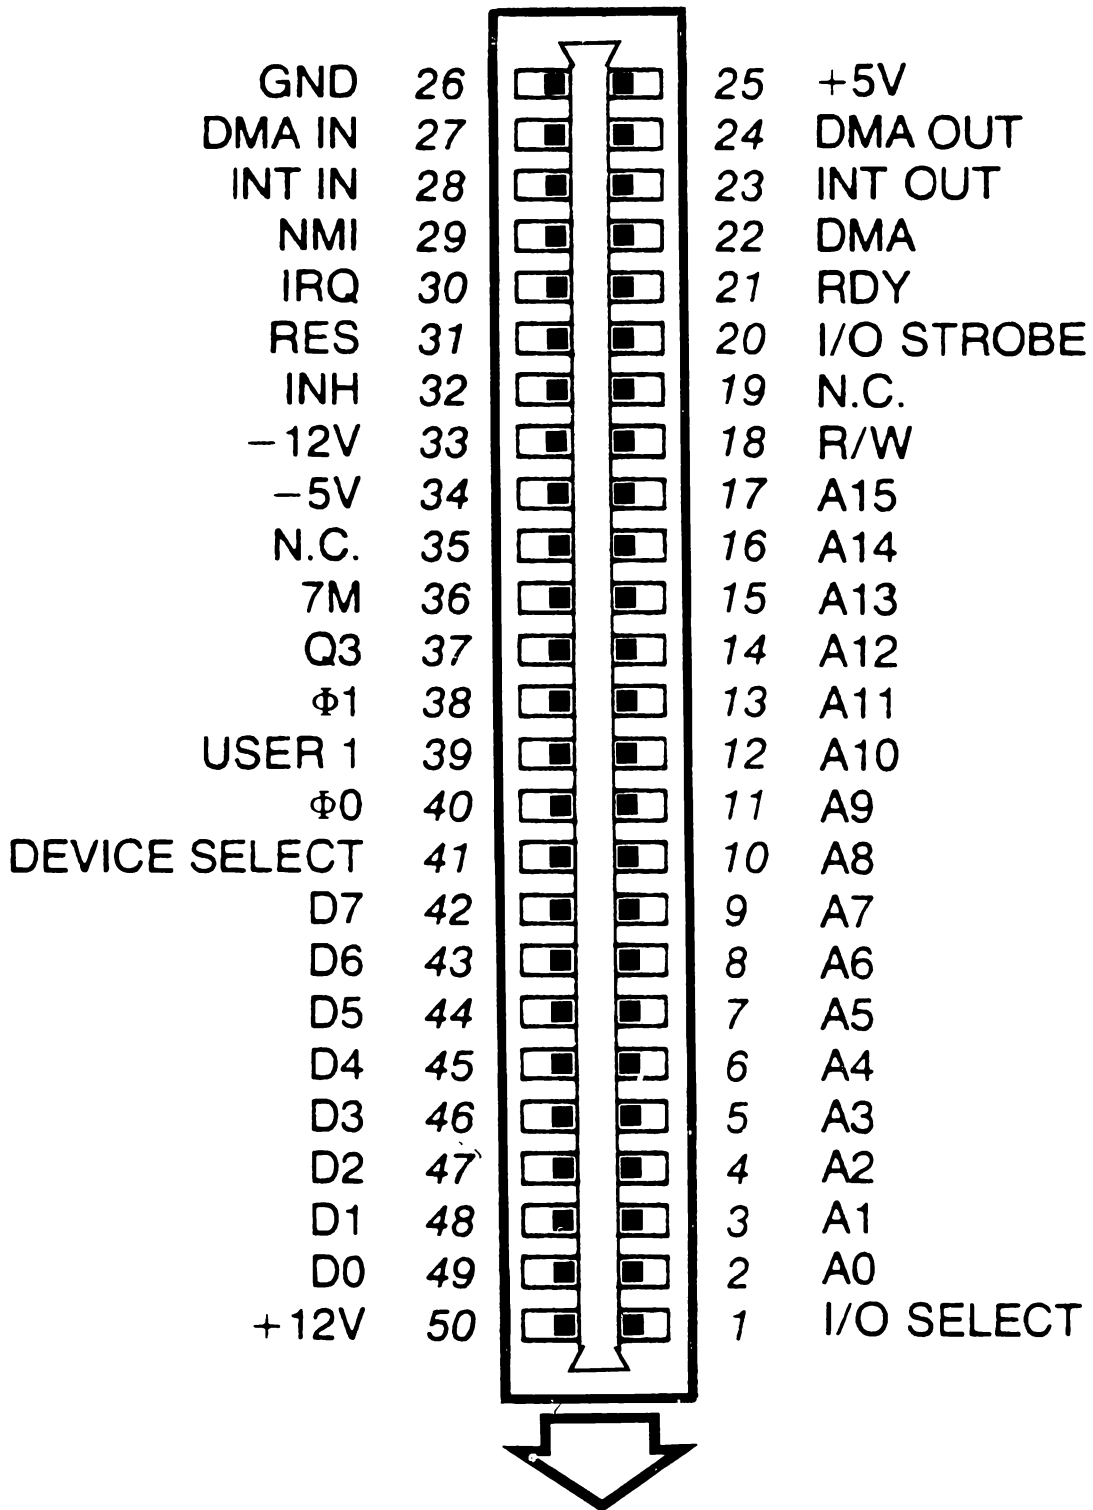 GND 26 25 +5V
DMA IN 27 24 DMA OUT
INT IN 28 23 INT OUT
NMI 29 22 DMA
IRQ 30 21 RDY
RES 31 20 I/O STROBE
INH 32 19 N.C.
−12V 33 18 R/W
−5V 34 17 A15
N.C. 35 16 A14
7M 36 15 A13
Q3 37 14 A12
Φ1 38 13 A11
USER 1 39 12 A10
Φ0 40 11 A9
DEVICE SELECT 41 10 A8
D7 42 9 A7
D6 43 8 A6
D5 44 7 A5
D4 45 6 A4
D3 46 5 A3
D2 47 4 A2
D1 48 3 A1
D0 49 2 A0
+12V 50 1 I/O SELECT